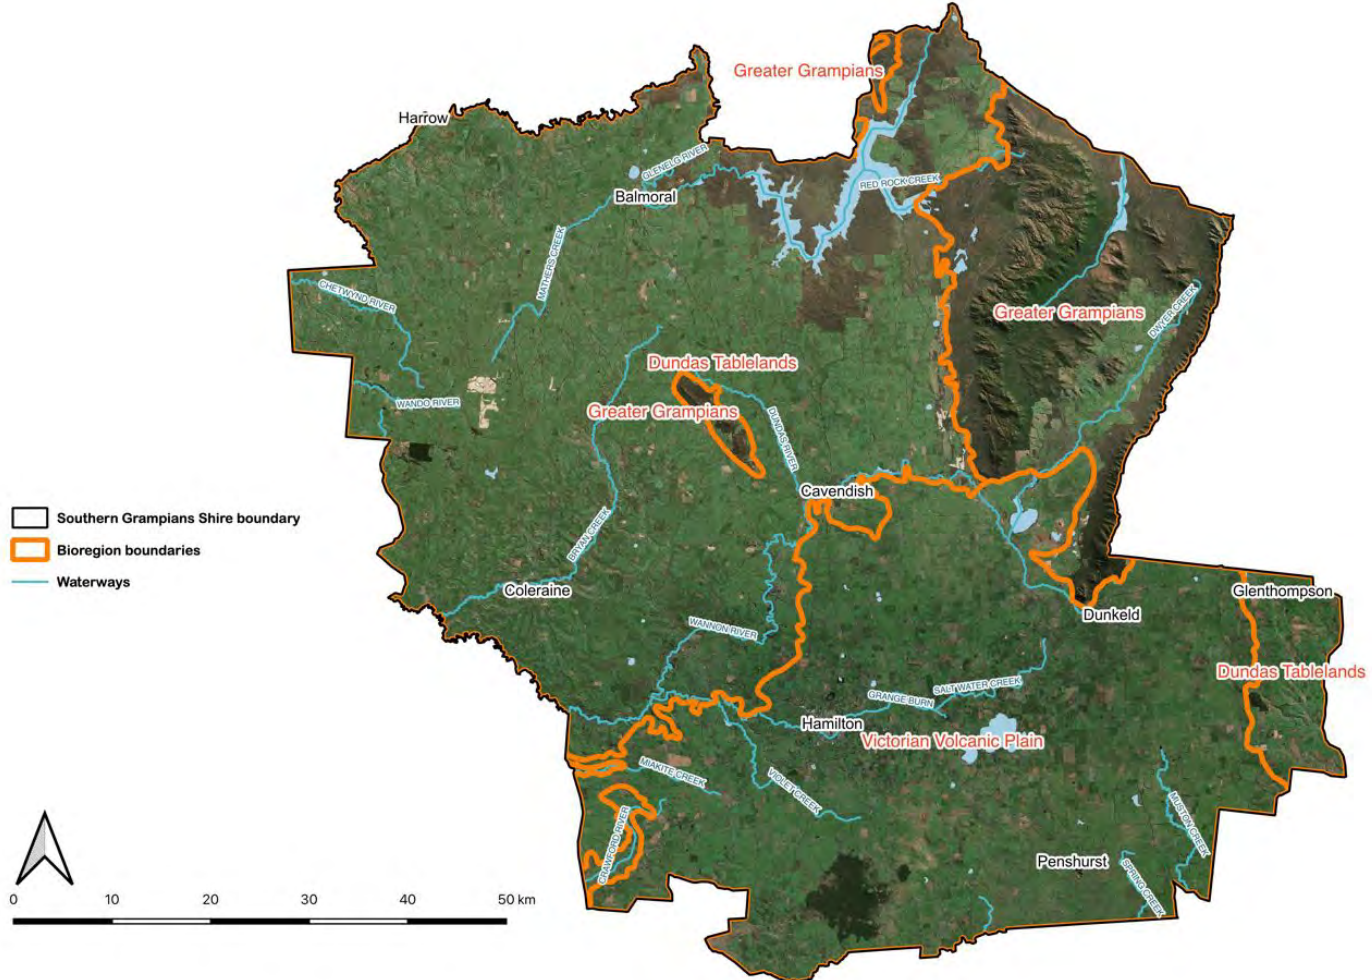 Greater Grampians
Harrow
GLENELG RIVER
RED ROCK CREEK
Balmoral
MATHERS CREEK
CHETWYND RIVER
Greater Grampians
DWYER CREEK
Dundas Tablelands
WANDO RIVER
Greater Grampians
DUNDAS RIVER
Cavendish
Southern Grampians Shire boundary
Bioregion boundaries
Waterways
BRYAN CREEK
Coleraine
Glenthompson
Dunkeld
WANNON RIVER
Dundas Tablelands
SALT WATER CREEK
GRANGE BURN
Hamilton
Victorian Volcanic Plain
MIAKITE CREEK
VIOLET CREEK
MUSTON CREEK
CRAWFORD RIVER
Penshurst
SPRING CREEK
0 10 20 30 40 50 km